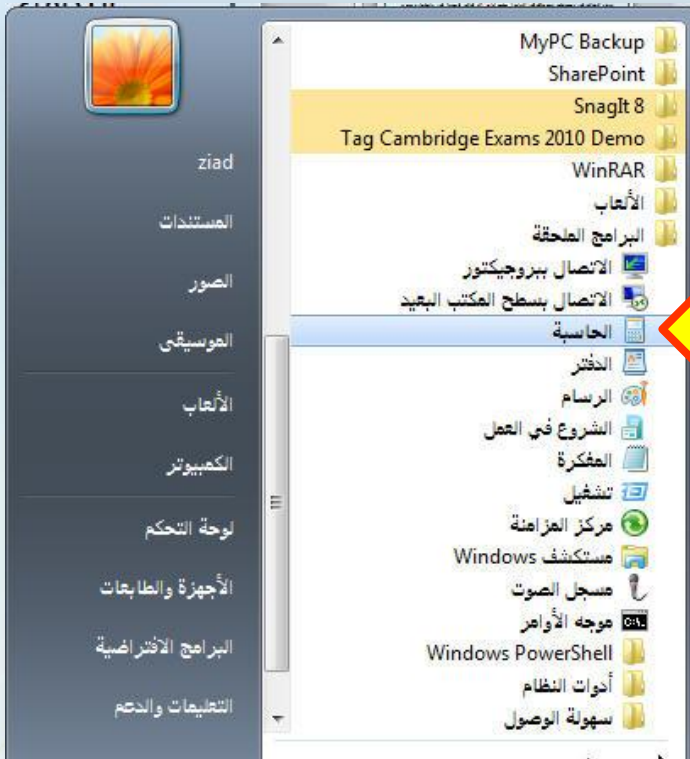 MyPC Backup
SharePoint
SnagIt 8
Tag Cambridge Exams 2010 Demo
WinRAR
الألعاب
البرامج الملحقة
الاتصال ببروجيكتور
الاتصال بسطح المكتب البعيد
الحاسبة
الدفتر
الرسام
الشروع في العمل
المفكرة
تشغيل
مركز المزامنة
مستكشف Windows
مسجل الصوت
موجه الأوامر
Windows PowerShell
أدوات النظام
سهولة الوصول
ziad
المستندات
الصور
الموسيقى
الألعاب
الكمبيوتر
لوحة التحكم
الأجهزة والطابعات
البرامج الافتراضية
التعليمات والدعم